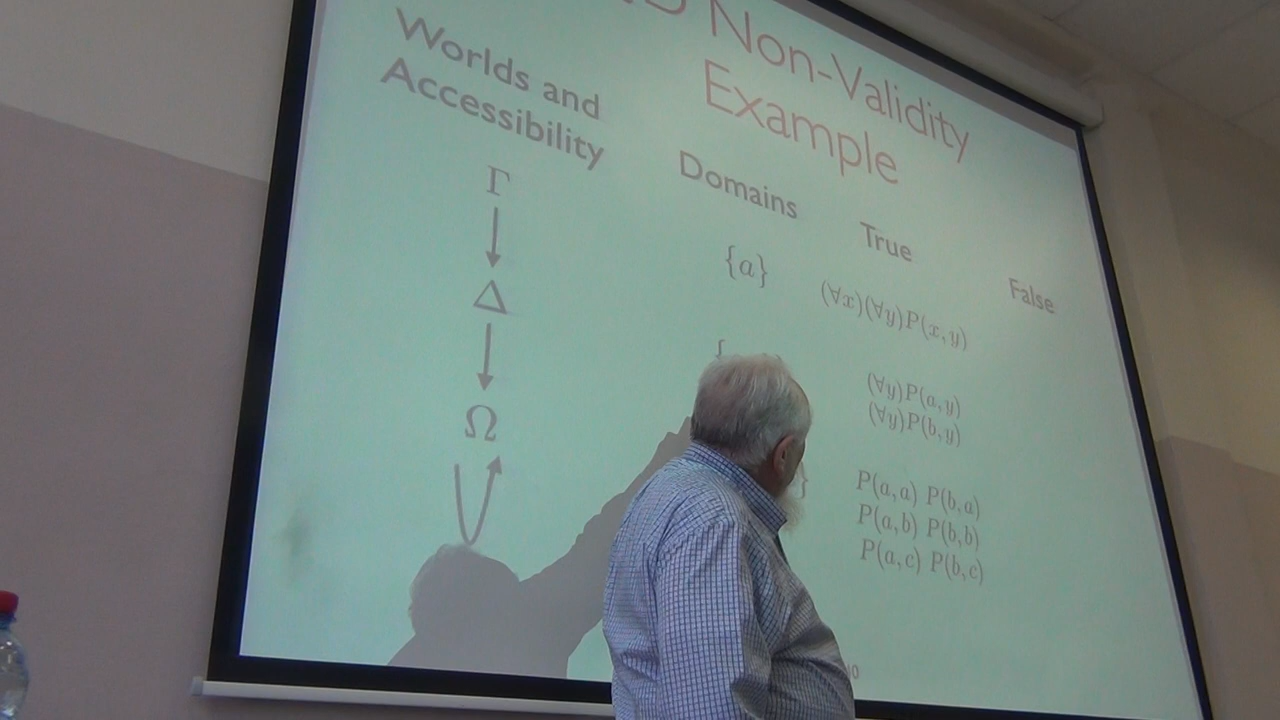 Non-Validity
Example
Worlds and
Accessibility
Domains
True
False
Γ
{a}
(∀x)(∀y)P(x, y)
Δ
{
(∀y)P(a, y)
(∀y)P(b, y)
Ω
}
P(a, a) P(b, a)
P(a, b) P(b, b)
P(a, c) P(b, c)